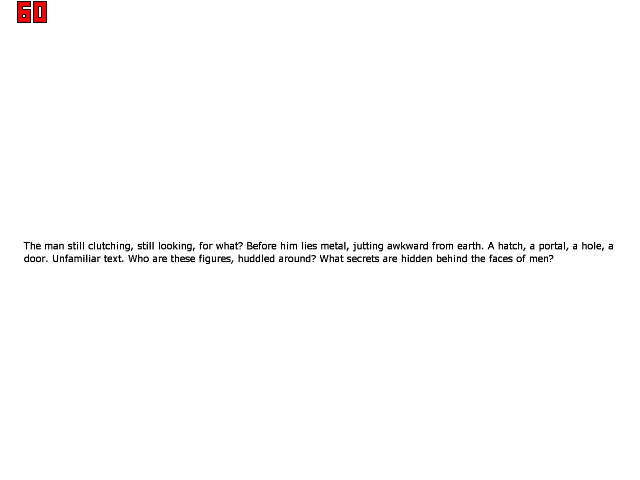 60
The man still clutching, still looking, for what? Before him lies metal, jutting awkward from earth. A hatch, a portal, a hole, a
door. Unfamiliar text. Who are these figures, huddled around? What secrets are hidden behind the faces of men?